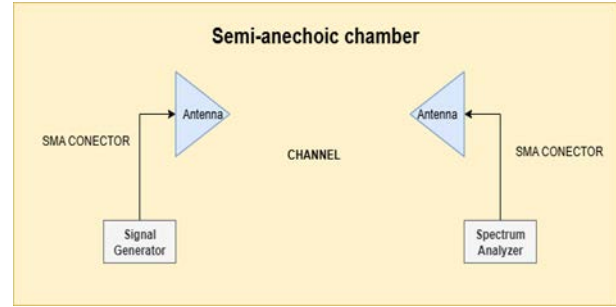 Semi-anechoic chamber
Antenna
Antenna
SMA CONECTOR
CHANNEL
SMA CONECTOR
Signal
Generator
Spectrum
Analyzer